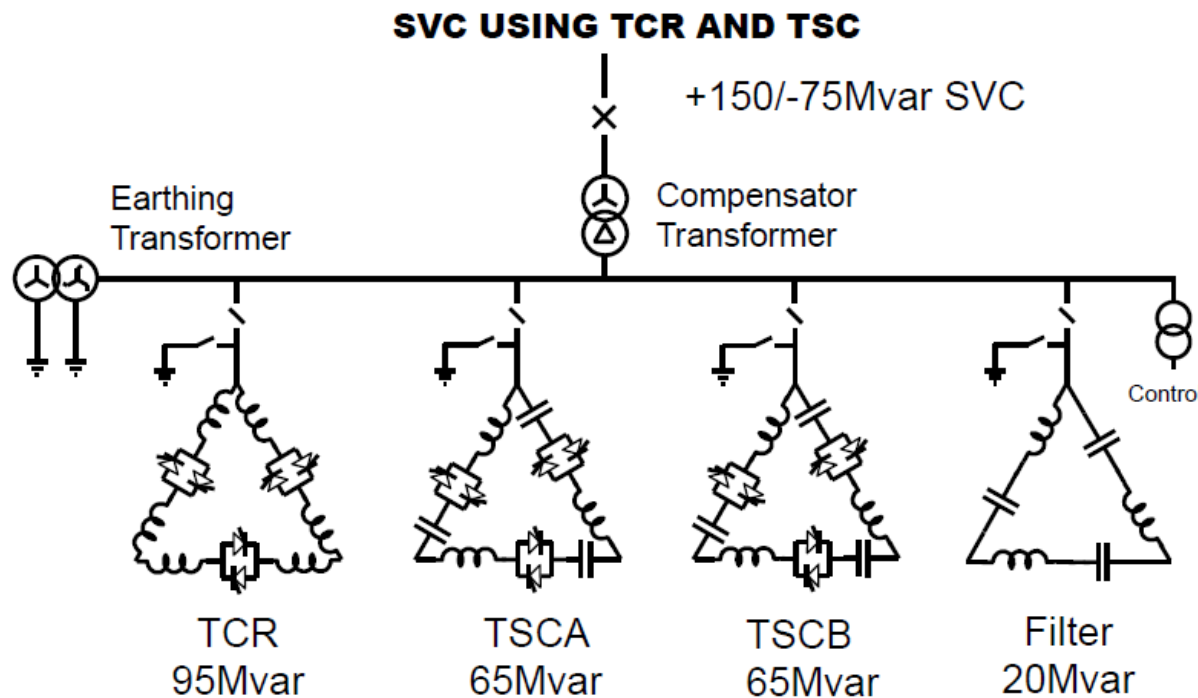 SVC USING TCR AND TSC
+150/-75Mvar SVC
Earthing
Transformer
Compensator
Transformer
Contro
TCR
95Mvar
TSCA
65Mvar
TSCB
65Mvar
Filter
20Mvar